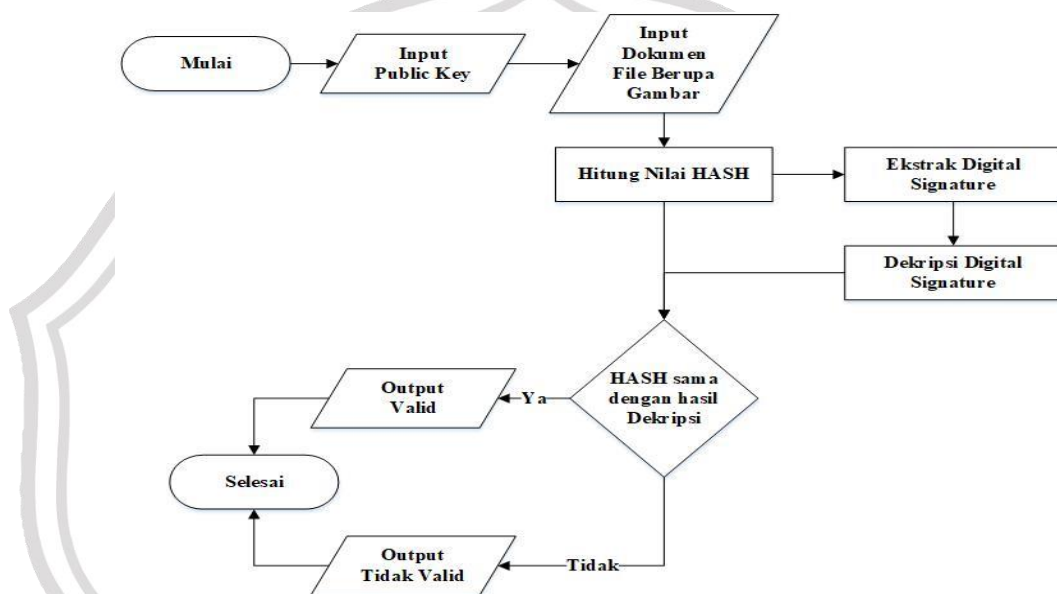 Mulai
Input
Public Key
Input
Dokumen
File Berupa
Gambar
Hitung Nilai HASH
Ekstrak Digital
Signature
Dekripsi Digital
Signature
HASH sama
dengan hasil
Dekripsi
Ya
Output
Valid
Selesai
Tidak
Output
Tidak Valid